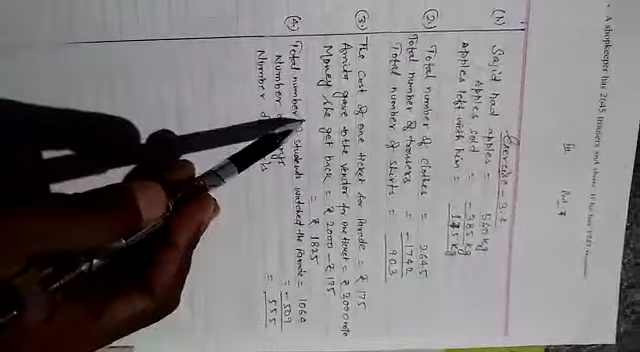 A shopkeeper has 2645 trousers and shirts. If he has 1742
Exercise - 3.2
(1) Sajid had apples = 560 kg
Apples sold = - 385 kg
Apples left with him = 175 kg
(2) Total number of clothes = 2645
Total number of trousers = - 1742
Total number of shirts = 903
(3) The cost of one ticket for Parade = ₹ 175
Amrita gave to the vendor for one ticket = ₹ 2000 note
Money she get back = ₹ 2000 - ₹ 175
= ₹ 1825
(4) Total number students watched the Parade = 1064
Number = - 509
Number = 555